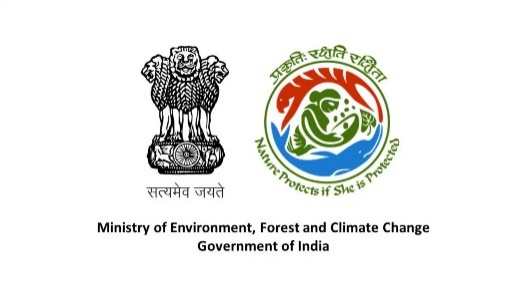 प्रकृतिः रक्षति रक्षिता
Nature Protects if She is Protected
सत्यमेव जयते
Ministry of Environment, Forest and Climate Change
Government of India